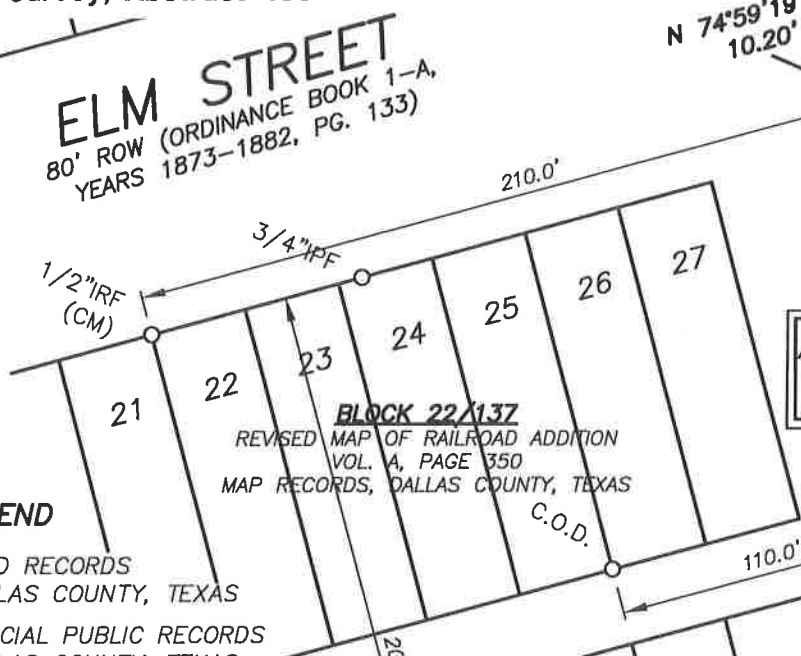 ELM STREET
80' ROW (ORDINANCE BOOK 1-A,
YEARS 1873-1882, PG. 133)
N 74°59'19
10.20'
210.0'
3/4"IPF
1/2"IRF
(CM)
21
22
23
24
25
26
27
BLOCK 22/137
REVISED MAP OF RAILROAD ADDITION
VOL. A, PAGE 350
MAP RECORDS, DALLAS COUNTY, TEXAS
C.O.D.
110.0'
END
RECORDS
LAS COUNTY, TEXAS
CIAL PUBLIC RECORDS
20